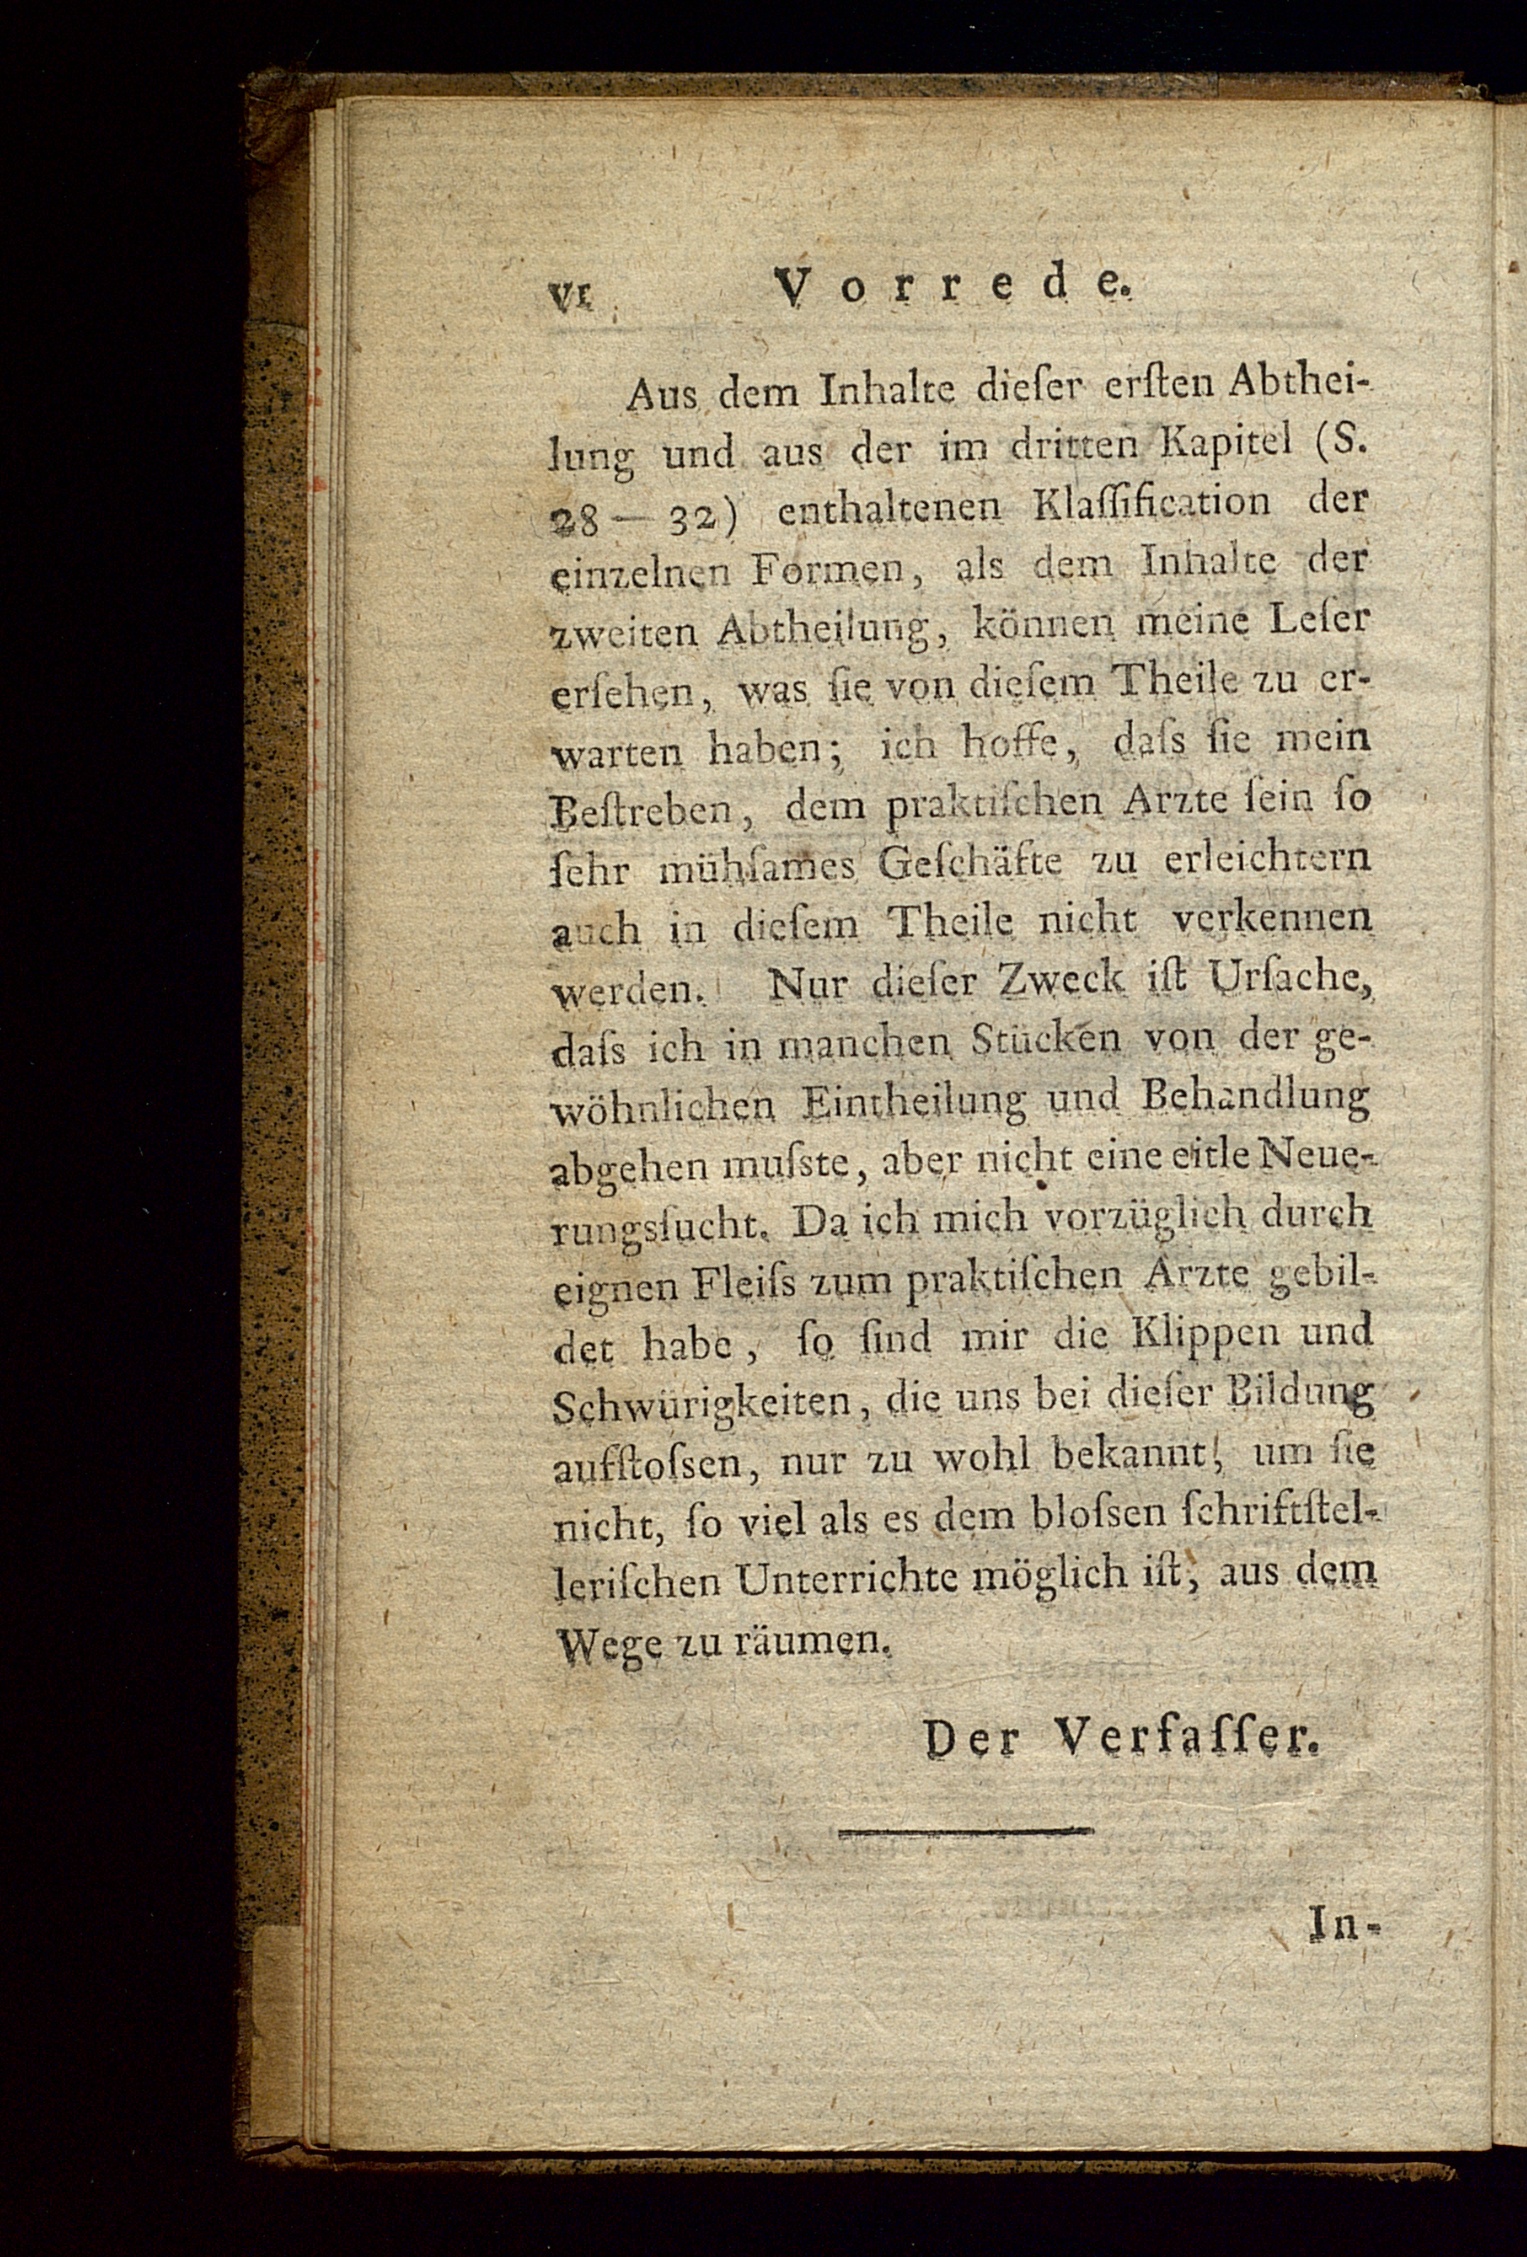 VI Vorrede.
Aus dem Inhalte dieſer erſten Abthei-
lung und aus der im dritten Kapitel (S.
28 — 32) enthaltenen Klaſſification der
einzelnen Formen, als dem Inhalte der
zweiten Abtheilung, können meine Leſer
erſehen, was ſie von dieſem Theile zu er-
warten haben; ich hoffe, daſs ſie mein
Beſtreben, dem praktiſchen Arzte ſein ſo
ſehr mühſames Geſchäfte zu erleichtern
auch in dieſem Theile nicht verkennen
werden. Nur dieſer Zweck iſt Urſache,
daſs ich in manchen Stücken von der ge-
wöhnlichen Eintheilung und Behandlung
abgehen muſste, aber nicht eine eitle Neue-
rungsſucht. Da ich mich vorzüglich durch
eignen Fleiſs zum praktiſchen Arzte gebil-
det habe, ſo ſind mir die Klippen und
Schwürigkeiten, die uns bei dieſer Bildung
aufſtoſsen, nur zu wohl bekannt, um ſie
nicht, ſo viel als es dem bloſsen ſchriftſtel-
leriſchen Unterrichte möglich iſt, aus dem
Wege zu räumen.
Der Verfaſſer.
In-